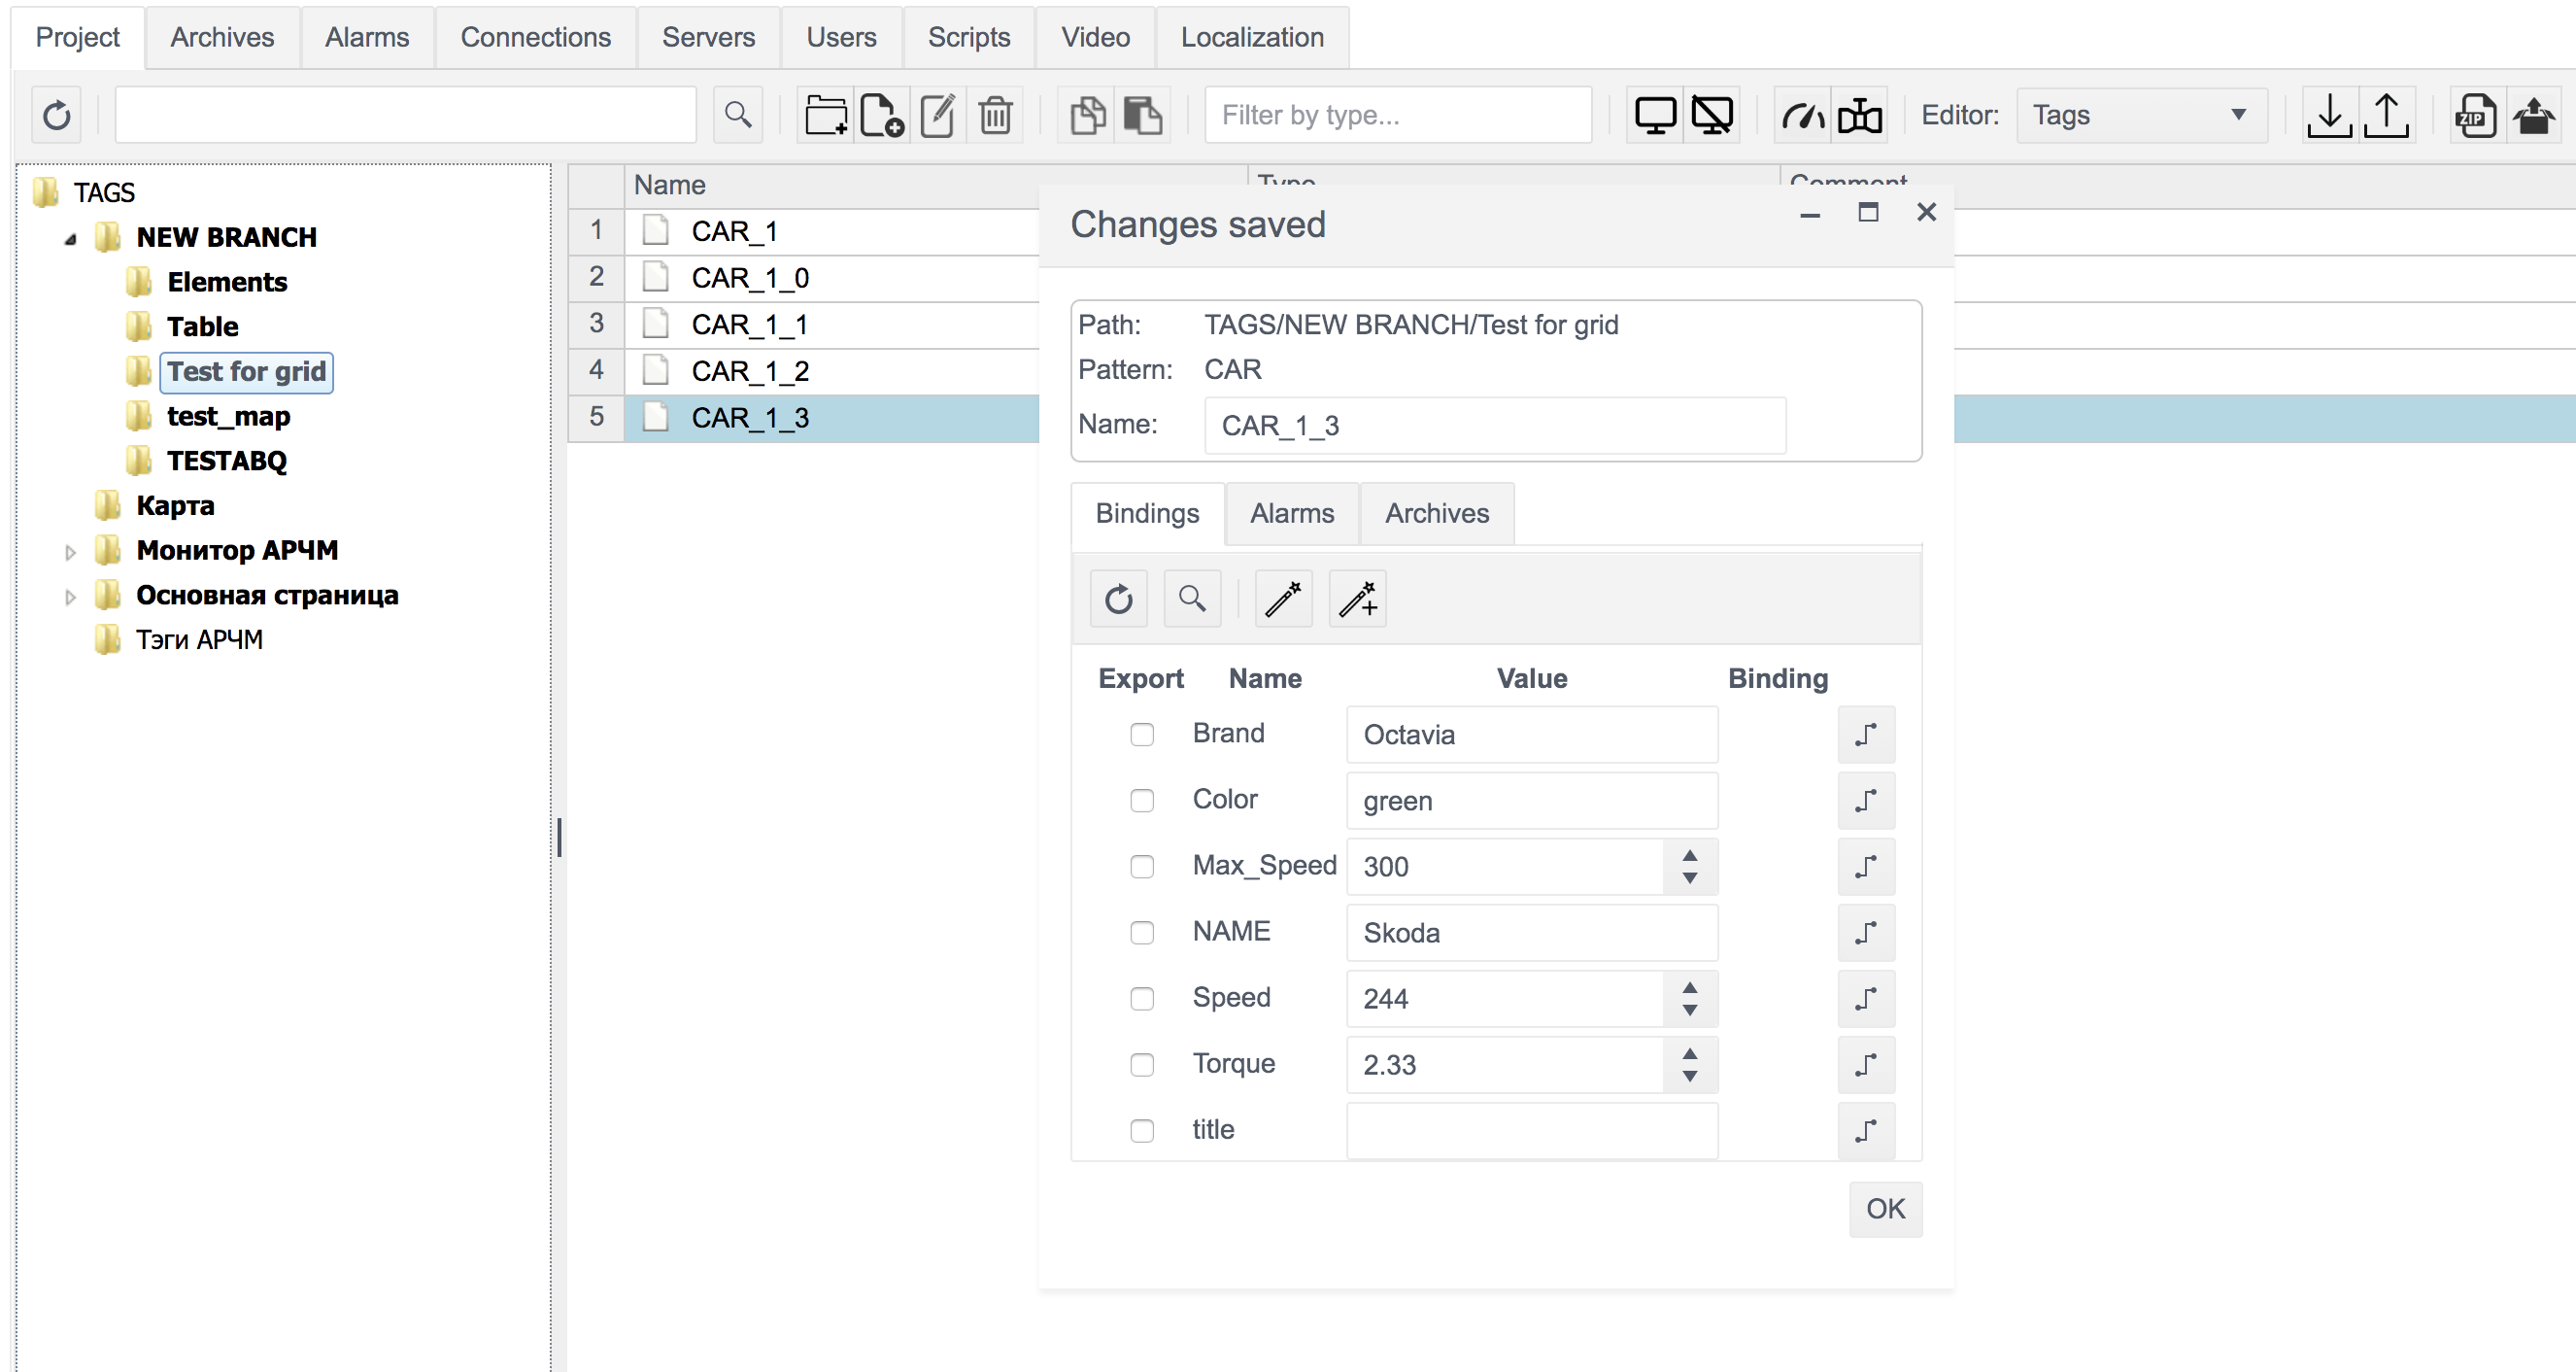 Project Archives Alarms Connections Servers Users Scripts Video Localization
Filter by type... Editor: Tags ZIP
TAGS
NEW BRANCH
Elements
Table
Test for grid
test_map
TESTABQ
Карта
Монитор АРЧМ
Основная страница
Тэги АРЧМ
Name Type Comment
1 CAR_1
2 CAR_1_0
3 CAR_1_1
4 CAR_1_2
5 CAR_1_3
Changes saved
Path: TAGS/NEW BRANCH/Test for grid
Pattern: CAR
Name: CAR_1_3
Bindings Alarms Archives
Export Name Value Binding
Brand Octavia
Color green
Max_Speed 300
NAME Skoda
Speed 244
Torque 2.33
title
OK